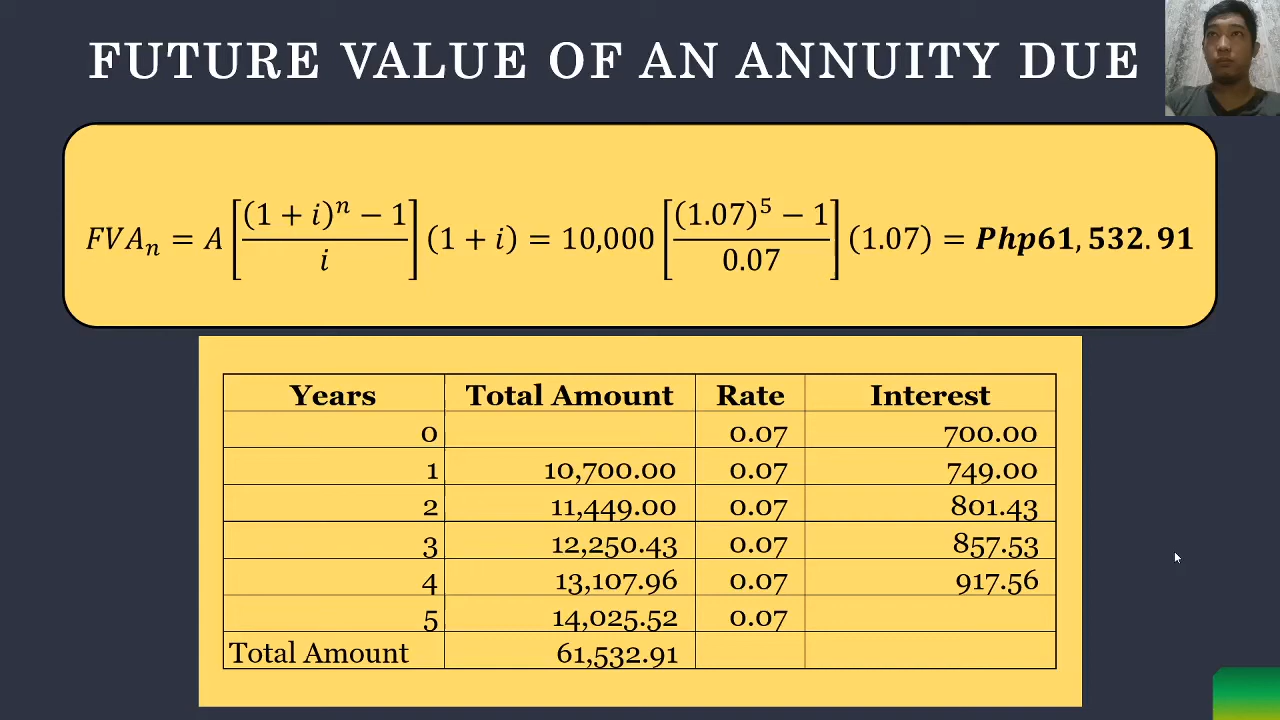 FUTURE VALUE OF AN ANNUITY DUE
FVAₙ = A [((1 + i)ⁿ − 1) / i] (1 + i) = 10,000 [((1.07)⁵ − 1) / 0.07] (1.07) = Php61,532.91
Years Total Amount Rate Interest
0 0.07 700.00
1 10,700.00 0.07 749.00
2 11,449.00 0.07 801.43
3 12,250.43 0.07 857.53
4 13,107.96 0.07 917.56
5 14,025.52 0.07
Total Amount 61,532.91